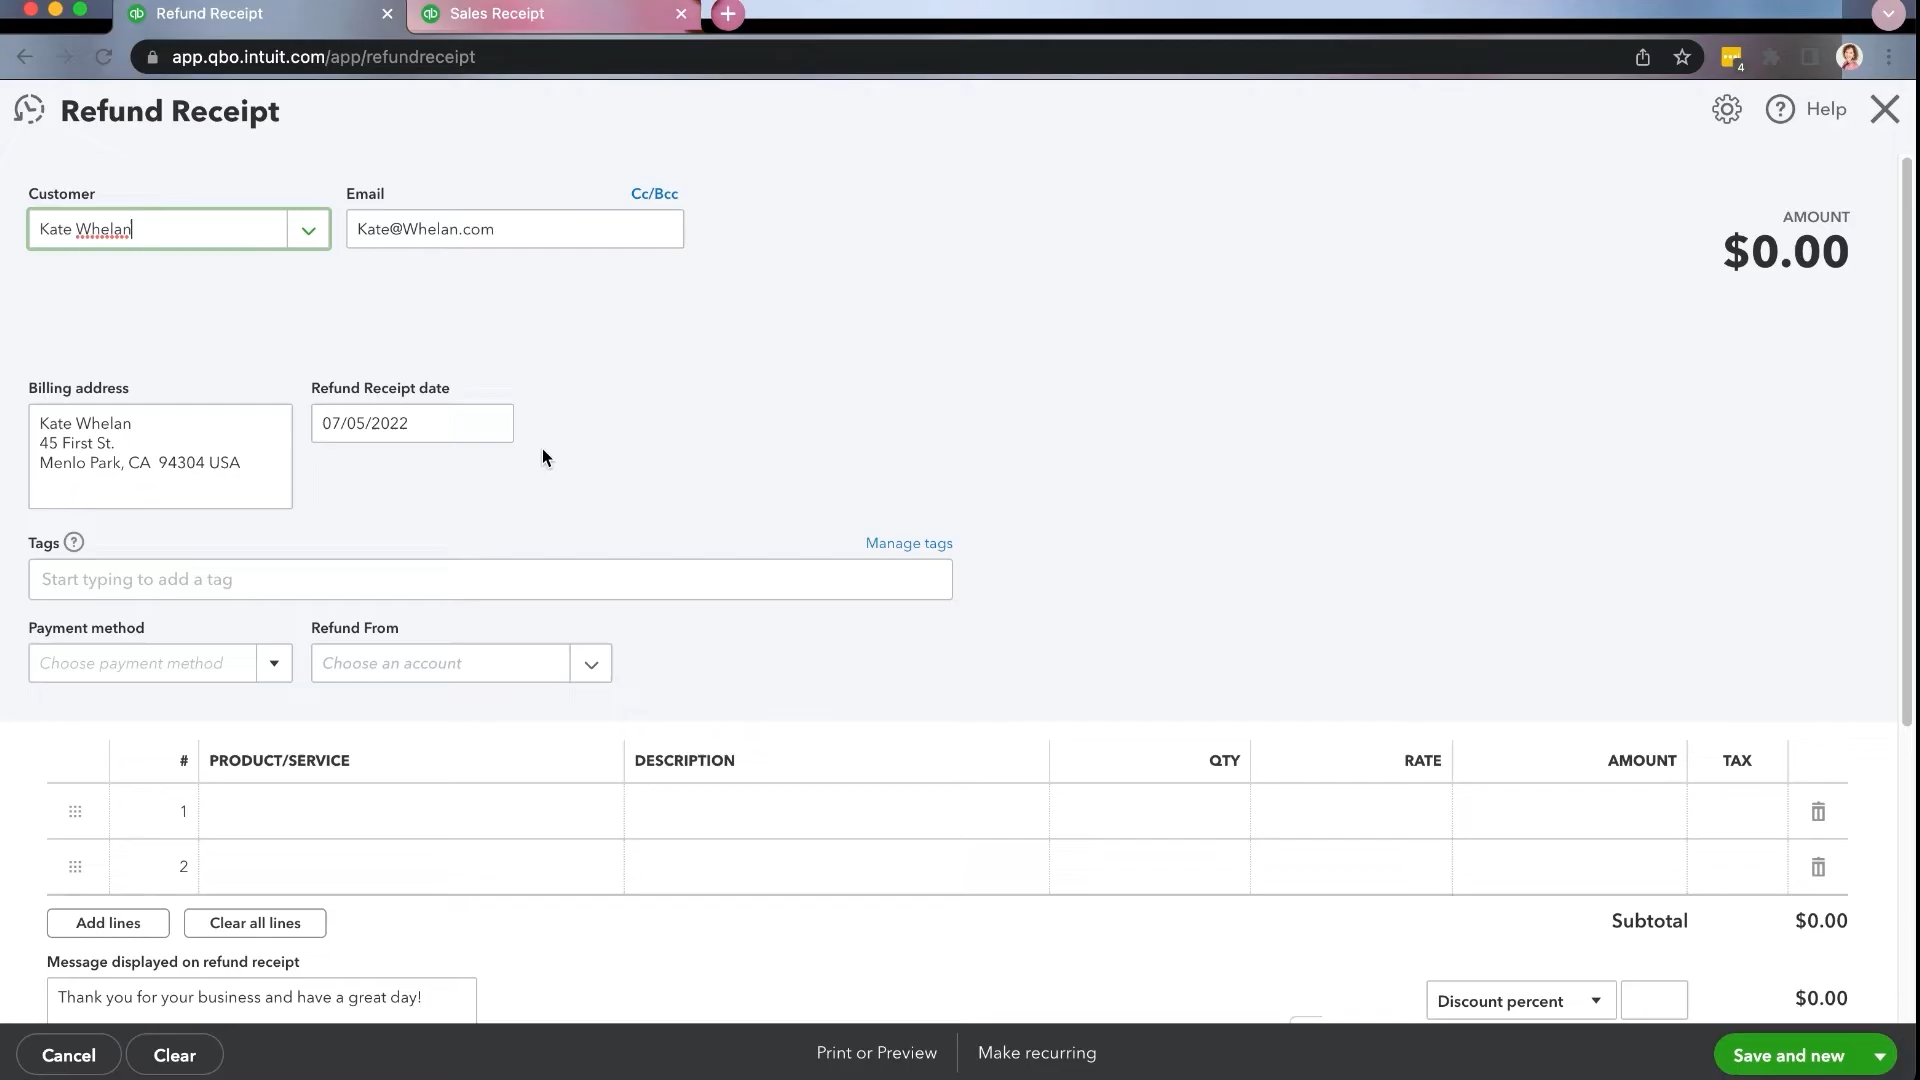 Refund Receipt
Sales Receipt
app.qbo.intuit.com/app/refundreceipt
4
Refund Receipt
Help
Customer
Email
Cc/Bcc
Kate Whelan
Kate@Whelan.com
AMOUNT
$0.00
Billing address
Refund Receipt date
Kate Whelan
45 First St.
Menlo Park, CA  94304 USA
07/05/2022
Tags
Manage tags
Start typing to add a tag
Payment method
Refund From
Choose payment method
Choose an account
# PRODUCT/SERVICE DESCRIPTION QTY RATE AMOUNT TAX
1
2
Add lines
Clear all lines
Subtotal $0.00
Message displayed on refund receipt
Thank you for your business and have a great day!
Discount percent
$0.00
Cancel
Clear
Print or Preview
Make recurring
Save and new